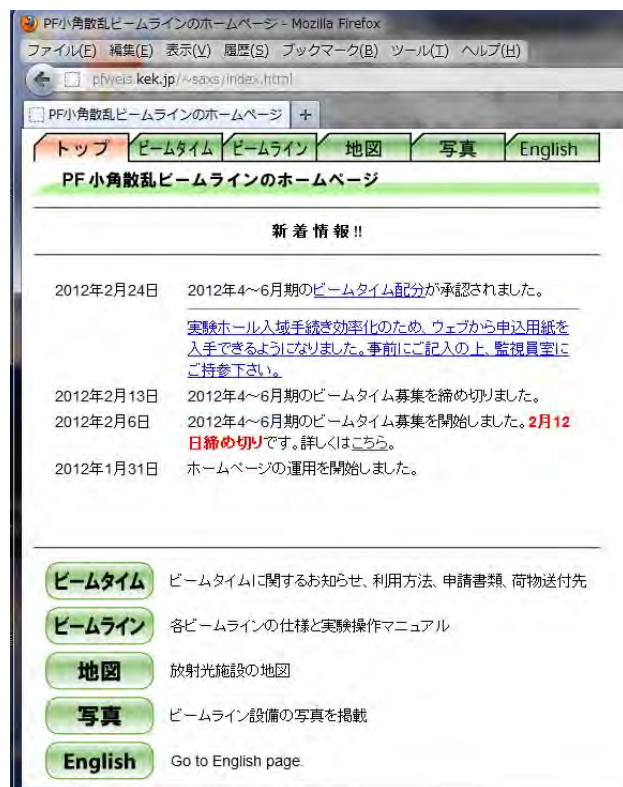 PF小角散乱ビームラインのホームページ - Mozilla Firefox
ファイル(F) 編集(E) 表示(V) 履歴(S) ブックマーク(B) ツール(T) ヘルプ(H)
pfweis.kek.jp/~saxs/index.html
PF小角散乱ビームラインのホームページ +
トップ ビームタイム ビームライン 地図 写真 English
PF 小角散乱ビームラインのホームページ
新着情報!!
2012年2月24日 2012年4～6月期のビームタイム配分が承認されました。
実験ホール入域手続き効率化のため、ウェブから申込用紙を
入手できるようになりました。事前にご記入の上、監視員室に
ご持参下さい。
2012年2月13日 2012年4～6月期のビームタイム募集を締め切りました。
2012年2月6日 2012年4～6月期のビームタイム募集を開始しました。2月12
日締め切りです。詳しくはこちら。
2012年1月31日 ホームページの運用を開始しました。
ビームタイム ビームタイムに関するお知らせ、利用方法、申請書類、荷物送付先
ビームライン 各ビームラインの仕様と実験操作マニュアル
地図 放射光施設の地図
写真 ビームライン設備の写真を掲載
English Go to English page.